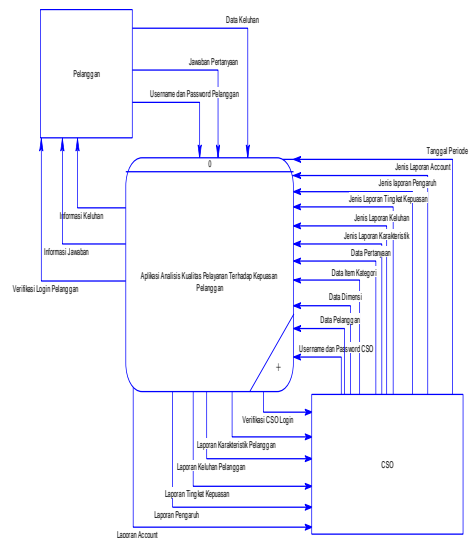 Data Keluhan
Pelanggan
Jawaban Pertanyaan
Username dan Password Pelanggan
Tanggal Periode
0
Jenis Laporan Account
Jenis laporan Pengaruh
Jenis Laporan Tingkat Kepuasan
Informasi Keluhan
Jenis Laporan Keluhan
Jenis Laporan Karakteristik
Informasi Jawaban
Data Pertanyaan
Aplikasi Analisis Kualitas Pelayanan Terhadap Kepuasan
Pelanggan
Data Item Kategori
Verifikasi Login Pelanggan
Data Dimensi
Data Pelanggan
Username dan Password CSO
+
Verifikasi CSO Login
Laporan Karakteristik Pelanggan
CSO
Laporan Keluhan Pelanggan
Laporan Tingkat Kepuasan
Laporan Pengaruh
Laporan Account